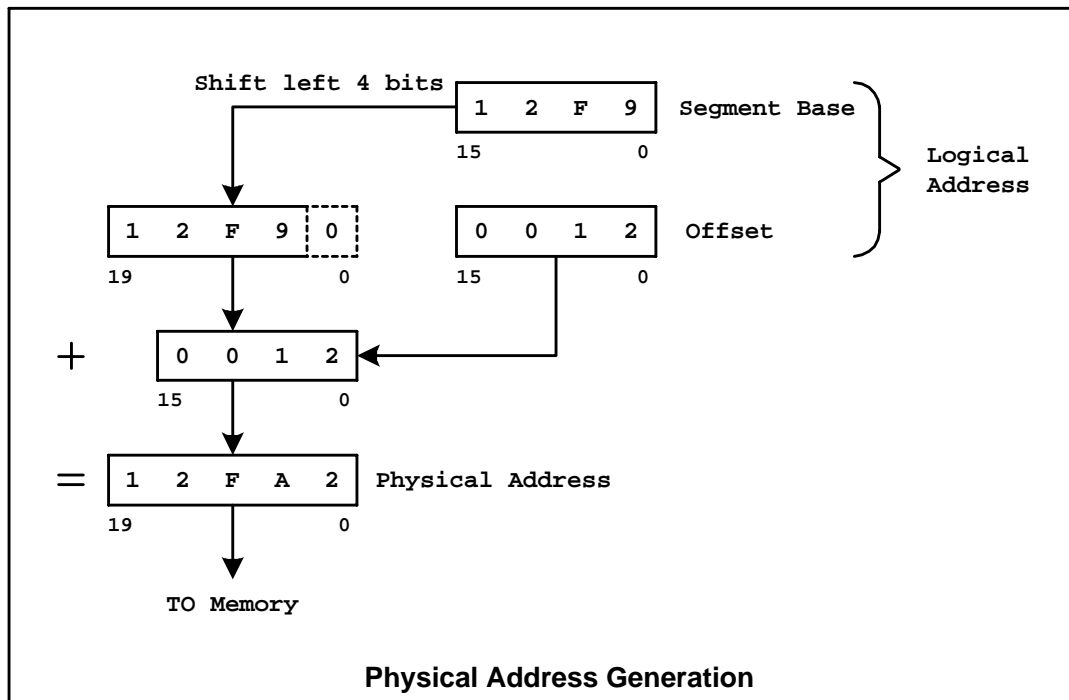 Shift left 4 bits
1 2 F 9 Segment Base
15 0
Logical
Address
1 2 F 9 0
0 0 1 2 Offset
19 0
15 0
+ 0 0 1 2
15 0
= 1 2 F A 2 Physical Address
19 0
TO Memory
Physical Address Generation